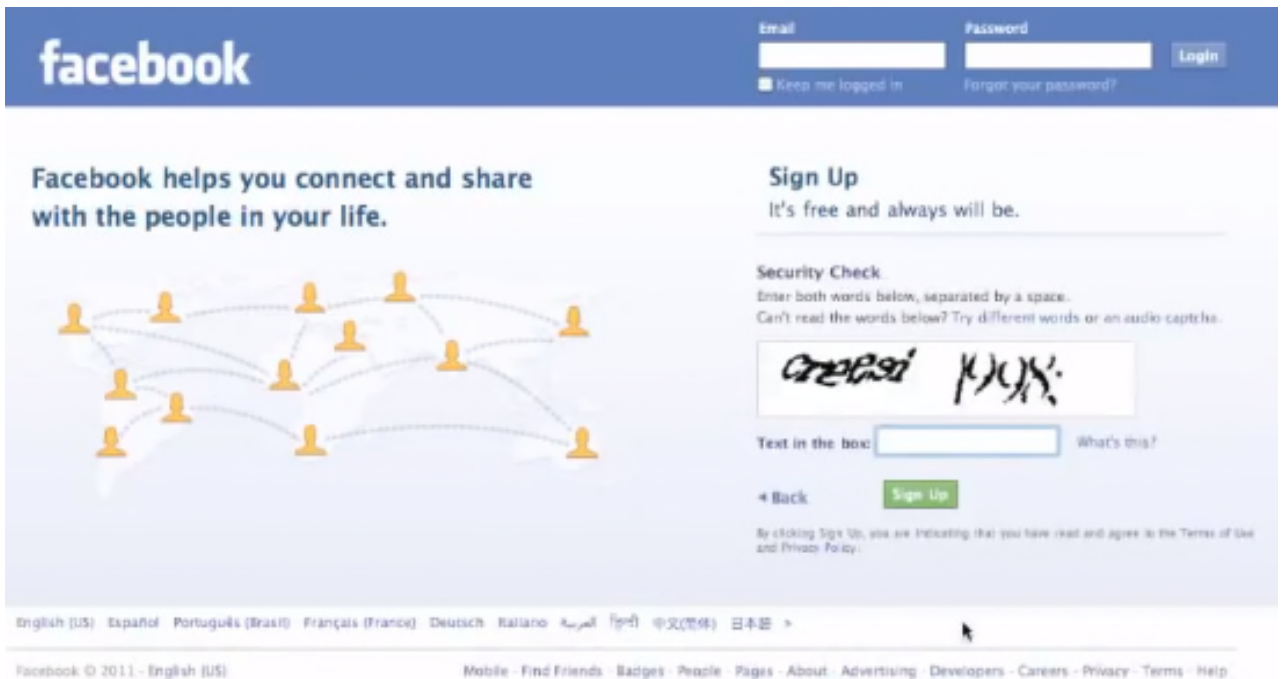 facebook
Email Password
Login
Keep me logged in Forgot your password?
Facebook helps you connect and share
with the people in your life.
Sign Up
It's free and always will be.
Security Check
Enter both words below, separated by a space.
Can't read the words below? Try different words or an audio captcha.
Text in the box: What's this?
Back Sign Up
By clicking Sign Up, you are indicating that you have read and agree to the Terms of Use
and Privacy Policy.
English (US) Español Português (Brasil) Français (France) Deutsch Italiano العربية हिन्दी 中文(简体) 日本語 »
Facebook © 2011 - English (US)
Mobile - Find Friends - Badges - People - Pages - About - Advertising - Developers - Careers - Privacy - Terms - Help